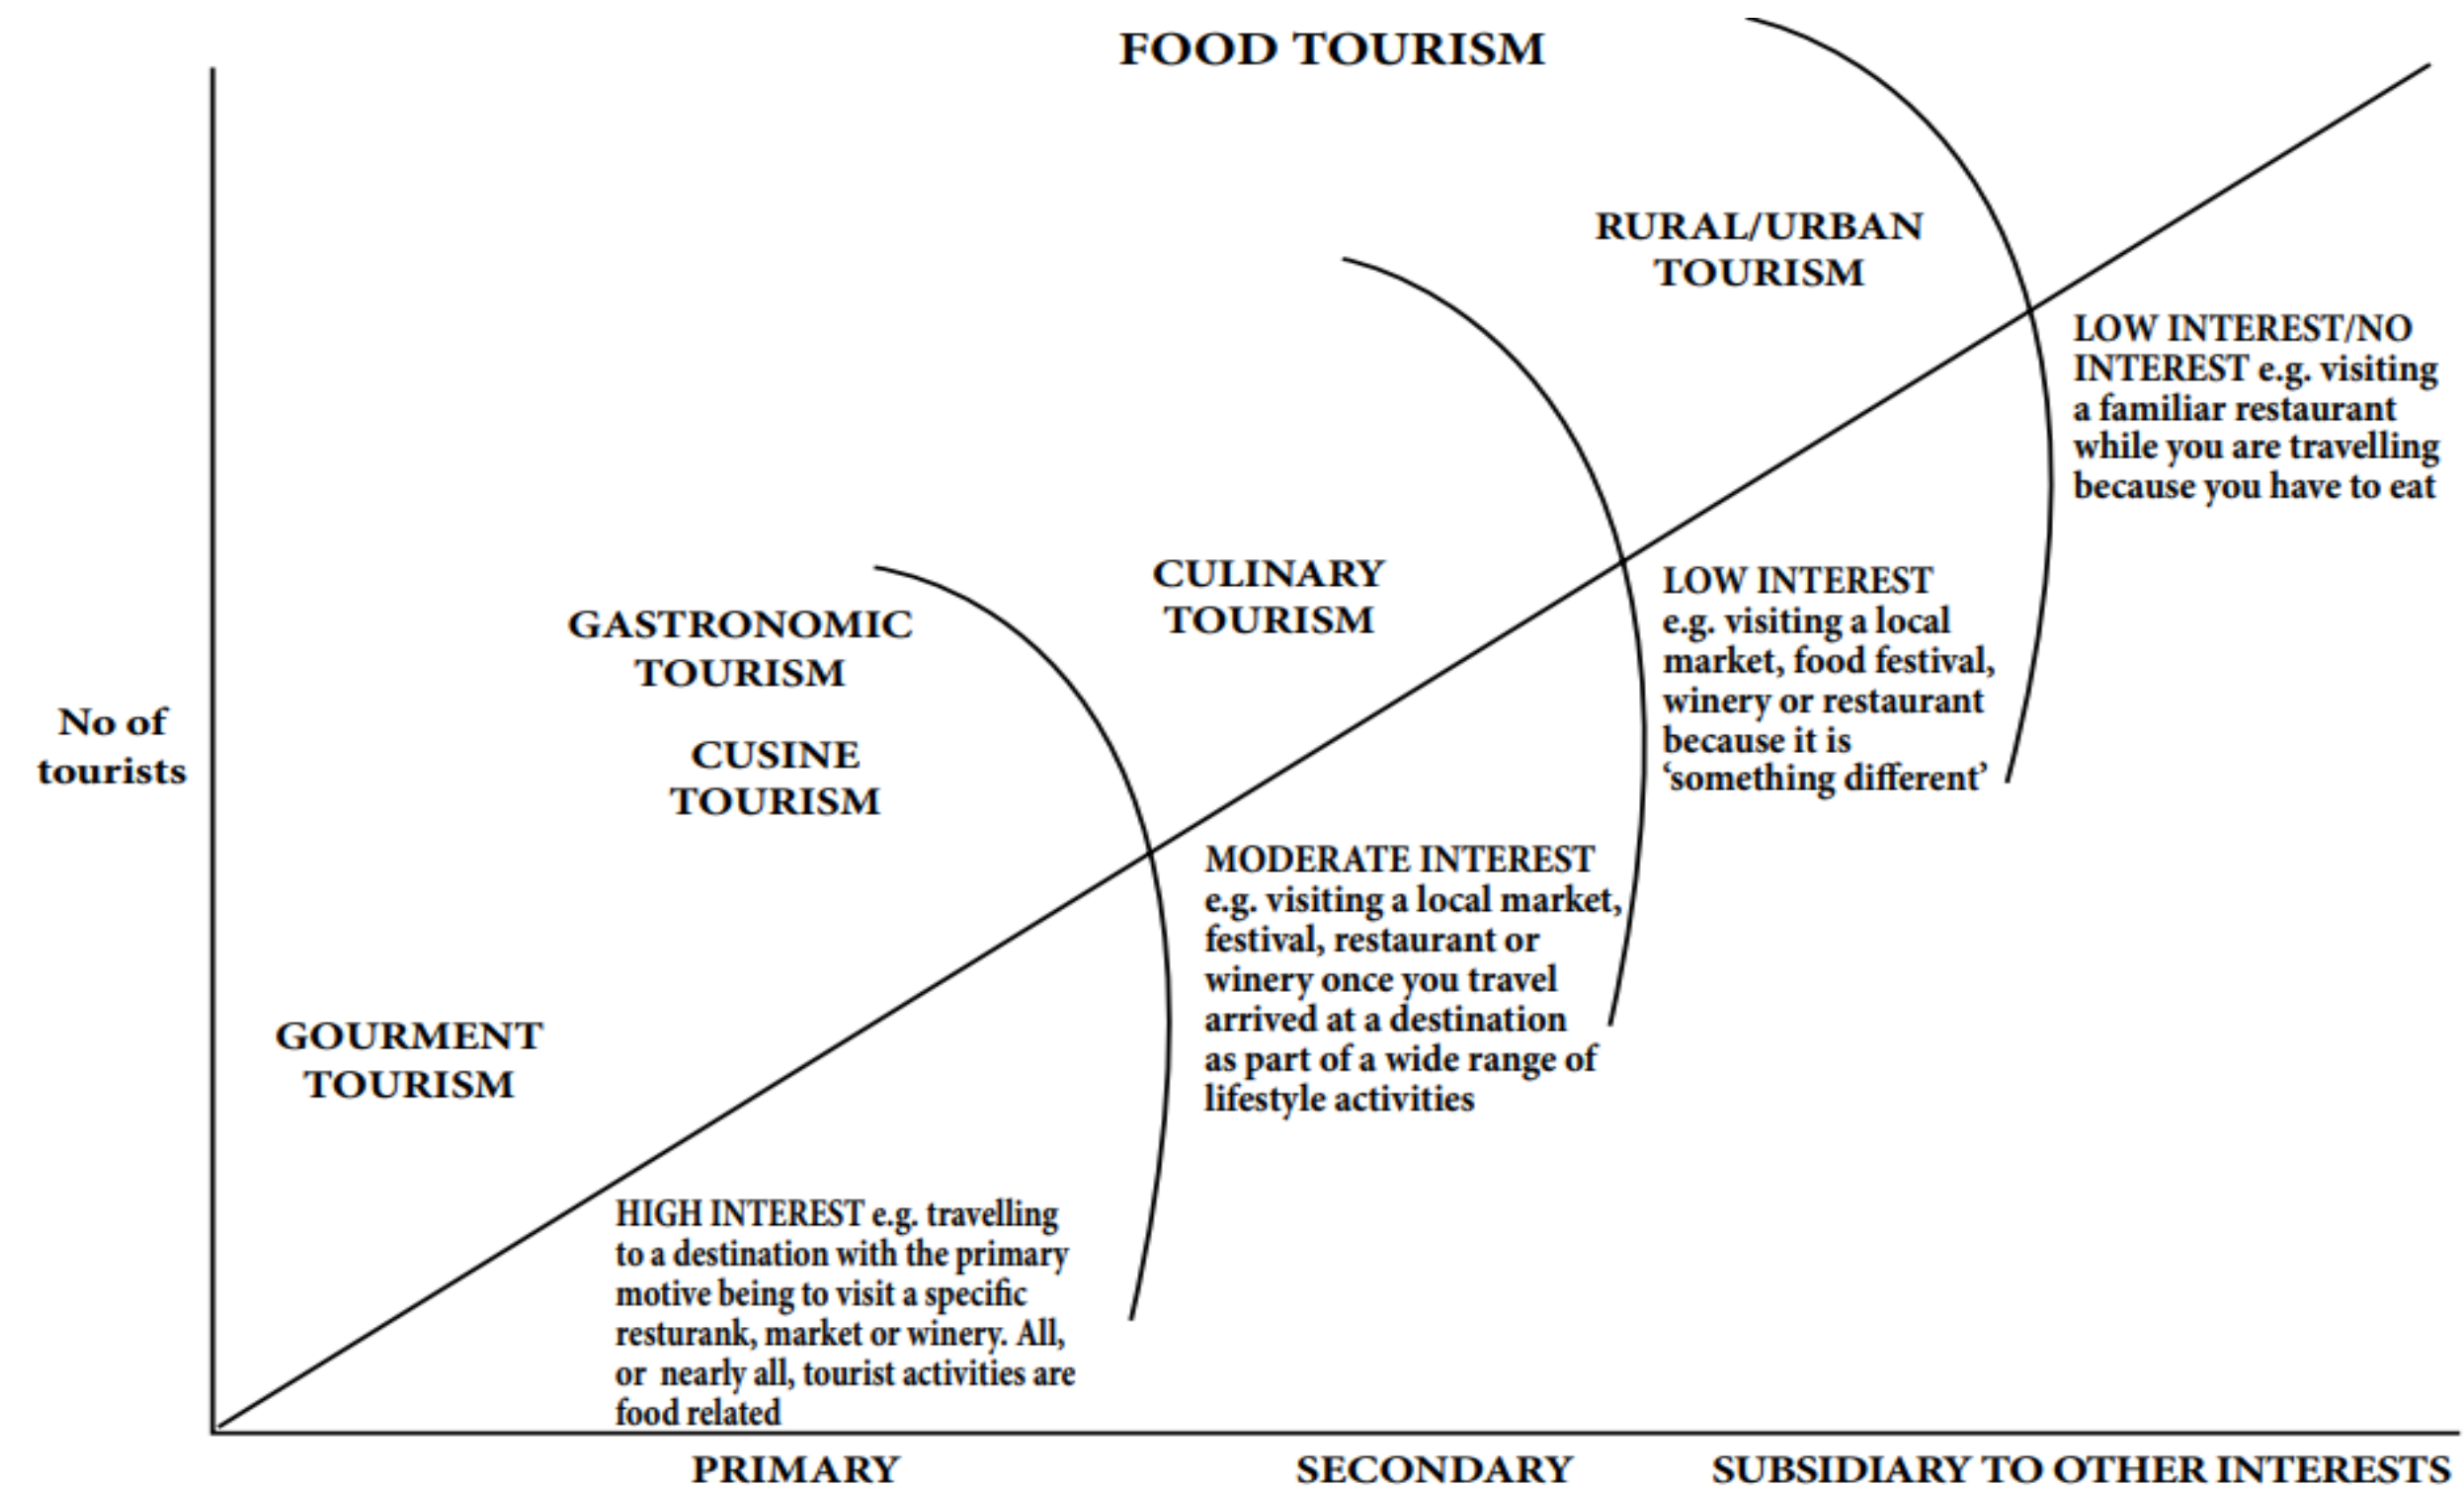 FOOD TOURISM
RURAL/URBAN
TOURISM
LOW INTEREST/NO
INTEREST e.g. visiting
a familiar restaurant
while you are travelling
because you have to eat
CULINARY
TOURISM
LOW INTEREST
e.g. visiting a local
market, food festival,
winery or restaurant
because it is
‘something different’
GASTRONOMIC
TOURISM
CUSINE
TOURISM
No of
tourists
MODERATE INTEREST
e.g. visiting a local market,
festival, restaurant or
winery once you travel
arrived at a destination
as part of a wide range of
lifestyle activities
GOURMENT
TOURISM
HIGH INTEREST e.g. travelling
to a destination with the primary
motive being to visit a specific
resturank, market or winery. All,
or nearly all, tourist activities are
food related
PRIMARY
SECONDARY
SUBSIDIARY TO OTHER INTERESTS